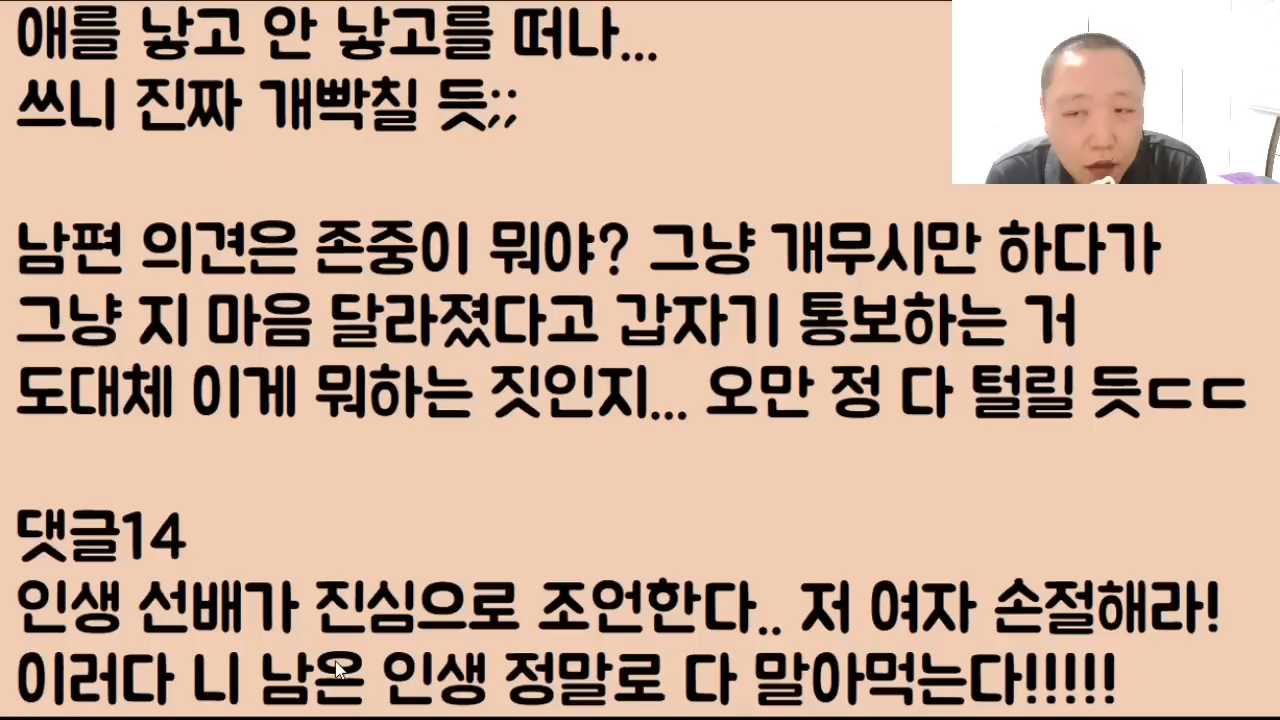 애를 낳고 안 낳고를 떠나...
쓰니 진짜 개빡칠 듯;;
남편 의견은 존중이 뭐야? 그냥 개무시만 하다가
그냥 지 마음 달라졌다고 갑자기 통보하는 거
도대체 이게 뭐하는 짓인지... 오만 정 다 털릴 듯ㄷㄷ
댓글14
인생 선배가 진심으로 조언한다.. 저 여자 손절해라!
이러다 니 남은 인생 정말로 다 말아먹는다!!!!!